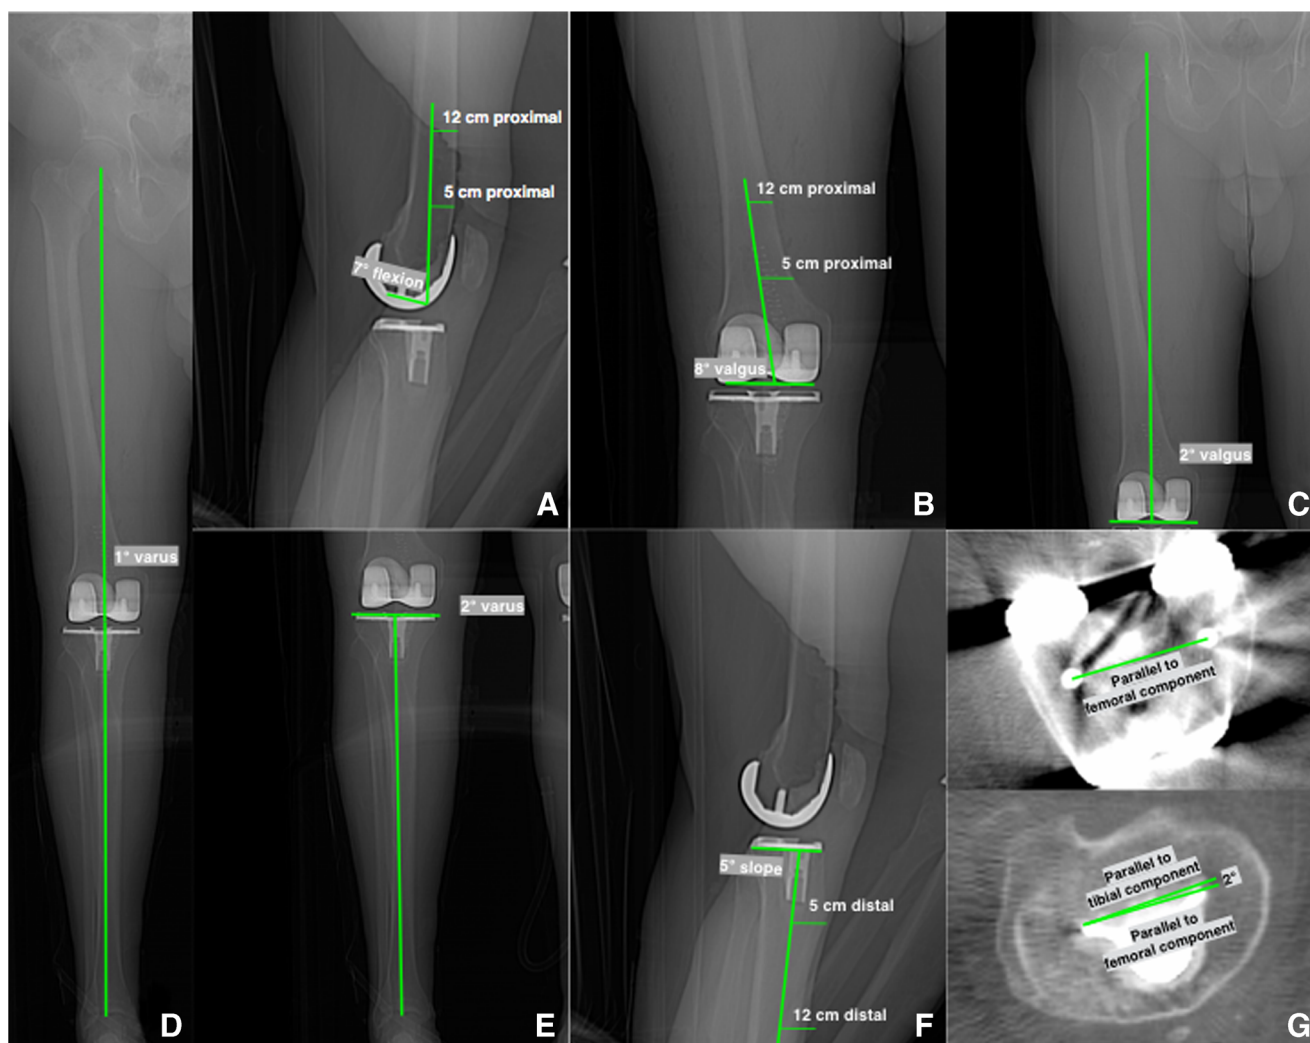 12 cm proximal
5 cm proximal
7° flexion
A
12 cm proximal
5 cm proximal
8° valgus
B
2° valgus
C
1° varus
D
2° varus
E
5° slope
5 cm distal
12 cm distal
F
Parallel to
femoral component
Parallel to
tibial component
2°
Parallel to
femoral component
G